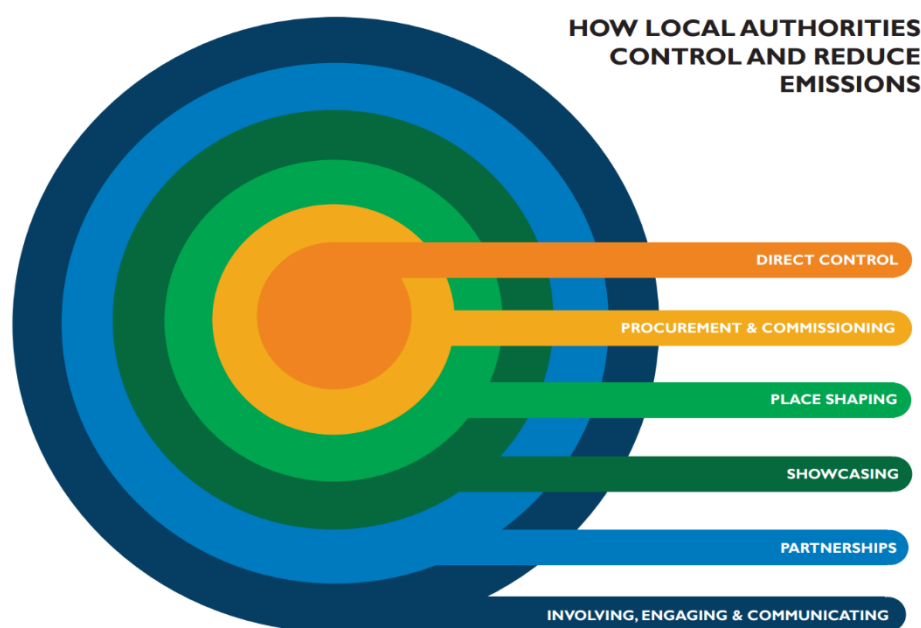 HOW LOCAL AUTHORITIES
CONTROL AND REDUCE
EMISSIONS
DIRECT CONTROL
PROCUREMENT & COMMISSIONING
PLACE SHAPING
SHOWCASING
PARTNERSHIPS
INVOLVING, ENGAGING & COMMUNICATING